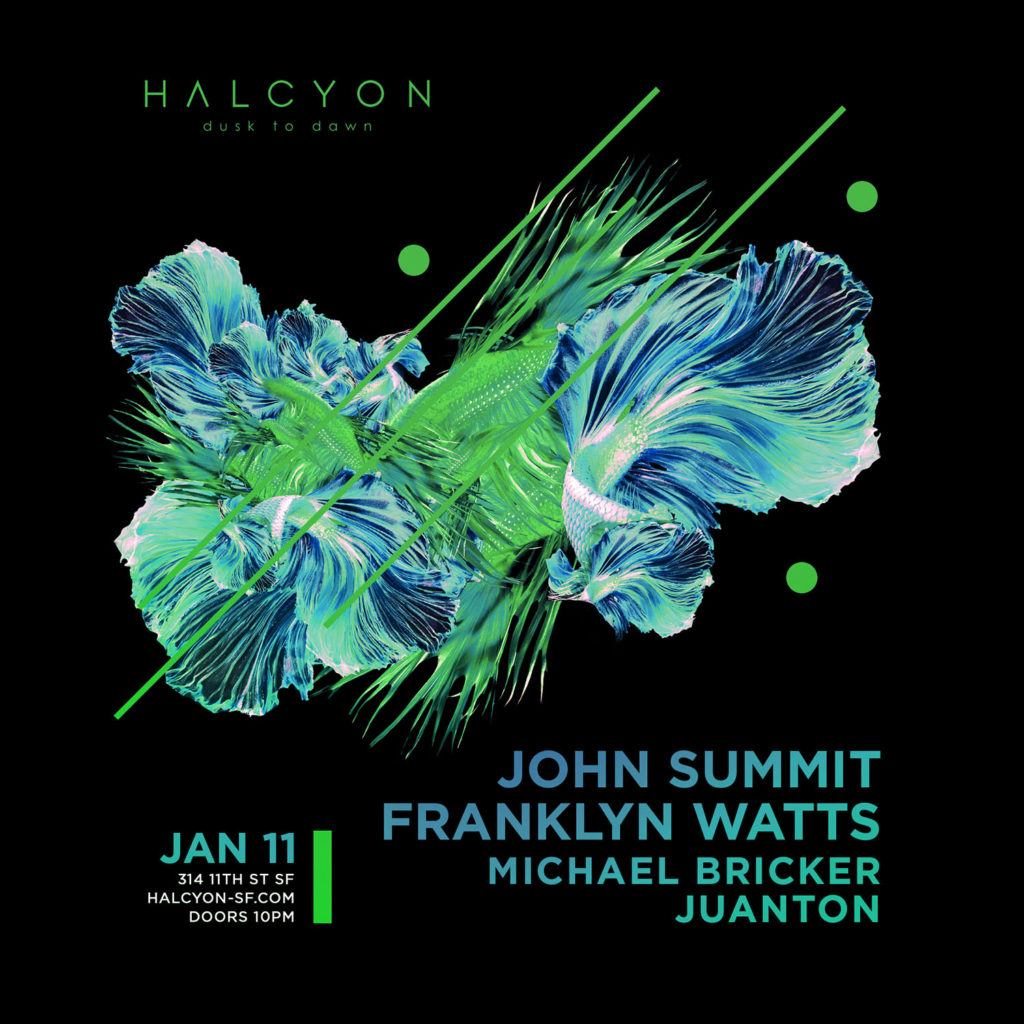 HALCYON
dusk to dawn
JOHN SUMMIT
FRANKLYN WATTS
MICHAEL BRICKER
JUANTON
JAN 11
314 11TH ST SF
HALCYON-SF.COM
DOORS 10PM